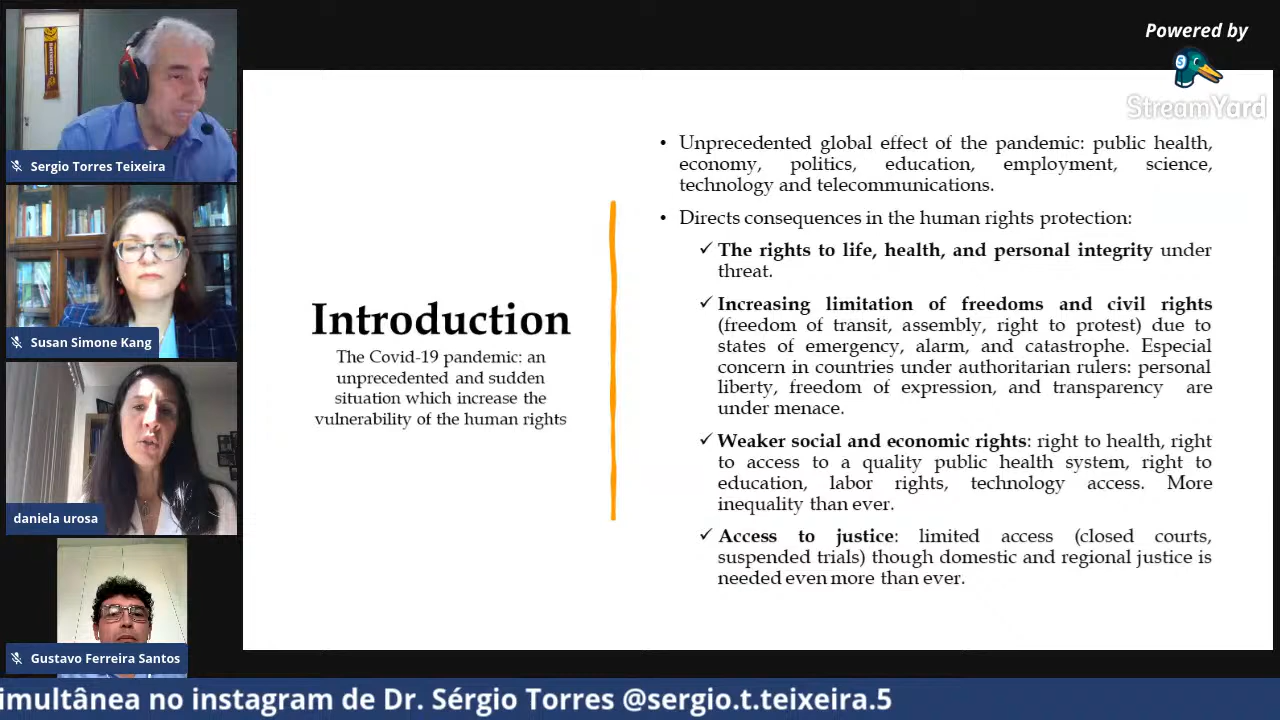 Powered by
StreamYard
Sergio Torres Teixeira
Susan Simone Kang
daniela urosa
Gustavo Ferreira Santos
Introduction
The Covid-19 pandemic: an
unprecedented and sudden
situation which increase the
vulnerability of the human rights
• Unprecedented global effect of the pandemic: public health,
economy, politics, education, employment, science,
technology and telecommunications.
• Directs consequences in the human rights protection:
✓ The rights to life, health, and personal integrity under
threat.
✓ Increasing limitation of freedoms and civil rights
(freedom of transit, assembly, right to protest) due to
states of emergency, alarm, and catastrophe. Especial
concern in countries under authoritarian rulers: personal
liberty, freedom of expression, and transparency are
under menace.
✓ Weaker social and economic rights: right to health, right
to access to a quality public health system, right to
education, labor rights, technology access. More
inequality than ever.
✓ Access to justice: limited access (closed courts,
suspended trials) though domestic and regional justice is
needed even more than ever.
imultânea no instagram de Dr. Sérgio Torres @sergio.t.teixeira.5